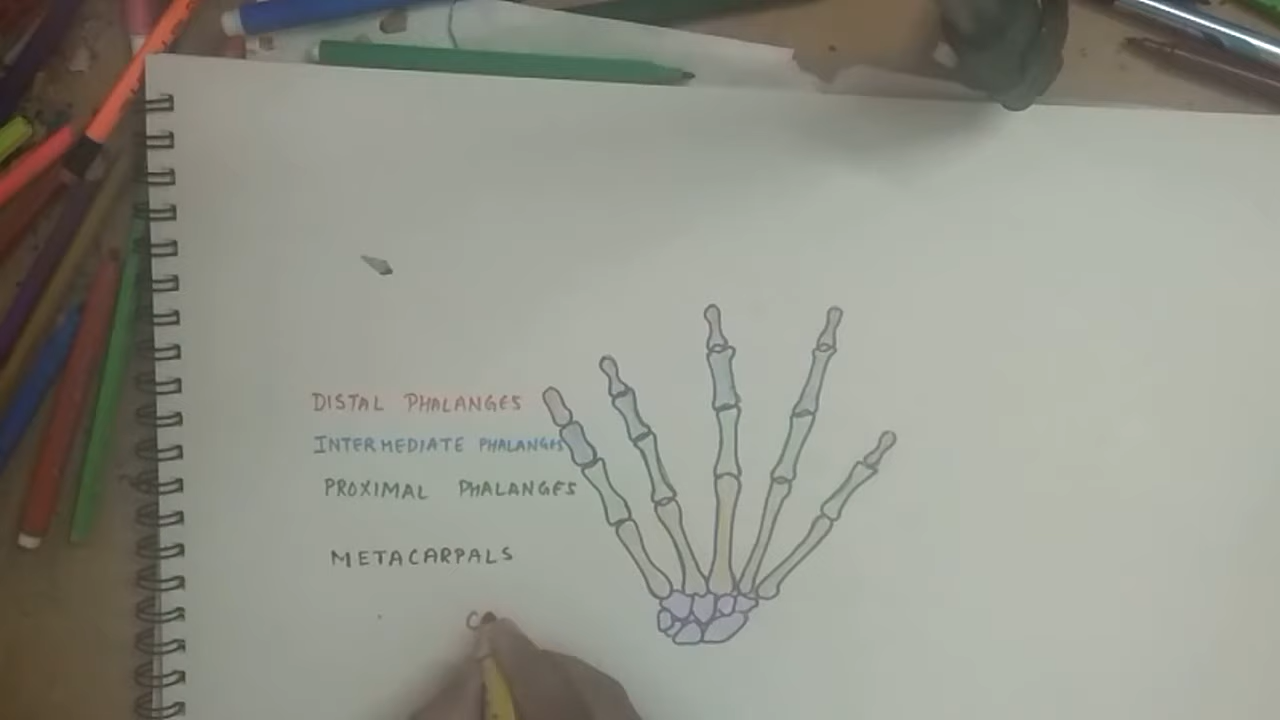 DISTAL PHALANGES
INTERMEDIATE PHALANGES
PROXIMAL PHALANGES
METACARPALS
C